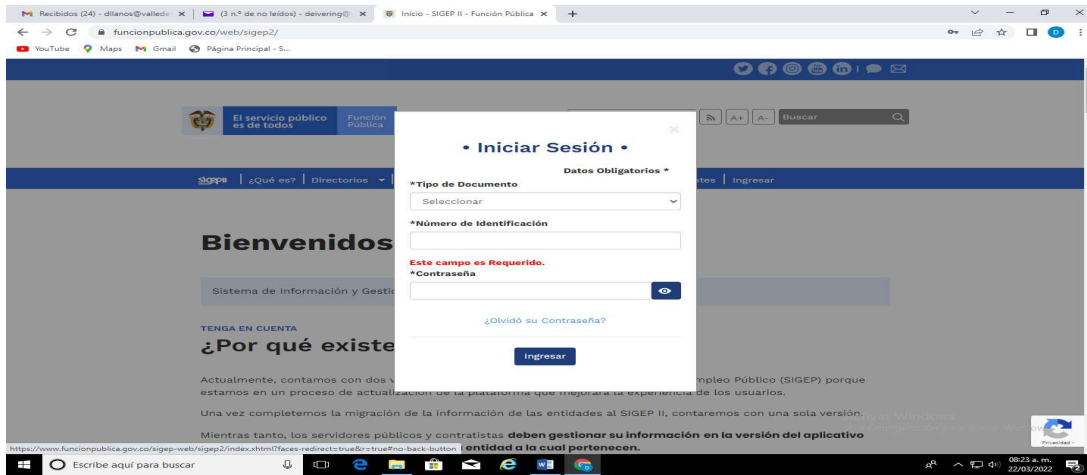 Recibidos (24) - dllanos@vallede
(3 n.º de no leídos) - deivering@
Inicio - SIGEP II - Función Pública
funcionpublica.gov.co/web/sigep2/
YouTube Maps Gmail Página Principal - S...
El servicio público
es de todos
Función
Pública
A+ A- Buscar
• Iniciar Sesión •
Datos Obligatorios *
sigepII ¿Qué es? Directorios
Ingresar
*Tipo de Documento
Seleccionar
*Número de Identificación
Bienvenidos
Este campo es Requerido.
*Contraseña
Sistema de Información y Gesti
¿Olvidó su Contraseña?
TENGA EN CUENTA
¿Por qué existe
Ingresar
Actualmente, contamos con dos v mpleo Público (SIGEP) porque
estamos en un proceso de actualización de la plataforma que mejorará la experiencia de los usuarios.
Una vez completemos la migración de la información de las entidades al SIGEP II, contaremos con una sola versión.
Mientras tanto, los servidores públicos y contratistas deben gestionar su información en la versión del aplicativo
entidad a la cual pertenecen.
Privacidad -
https://www.funcionpublica.gov.co/sigep-web/sigep2/index.xhtml?faces-redirect=true&r=true#no-back-button
Escribe aquí para buscar
08:23 a. m.
22/03/2022